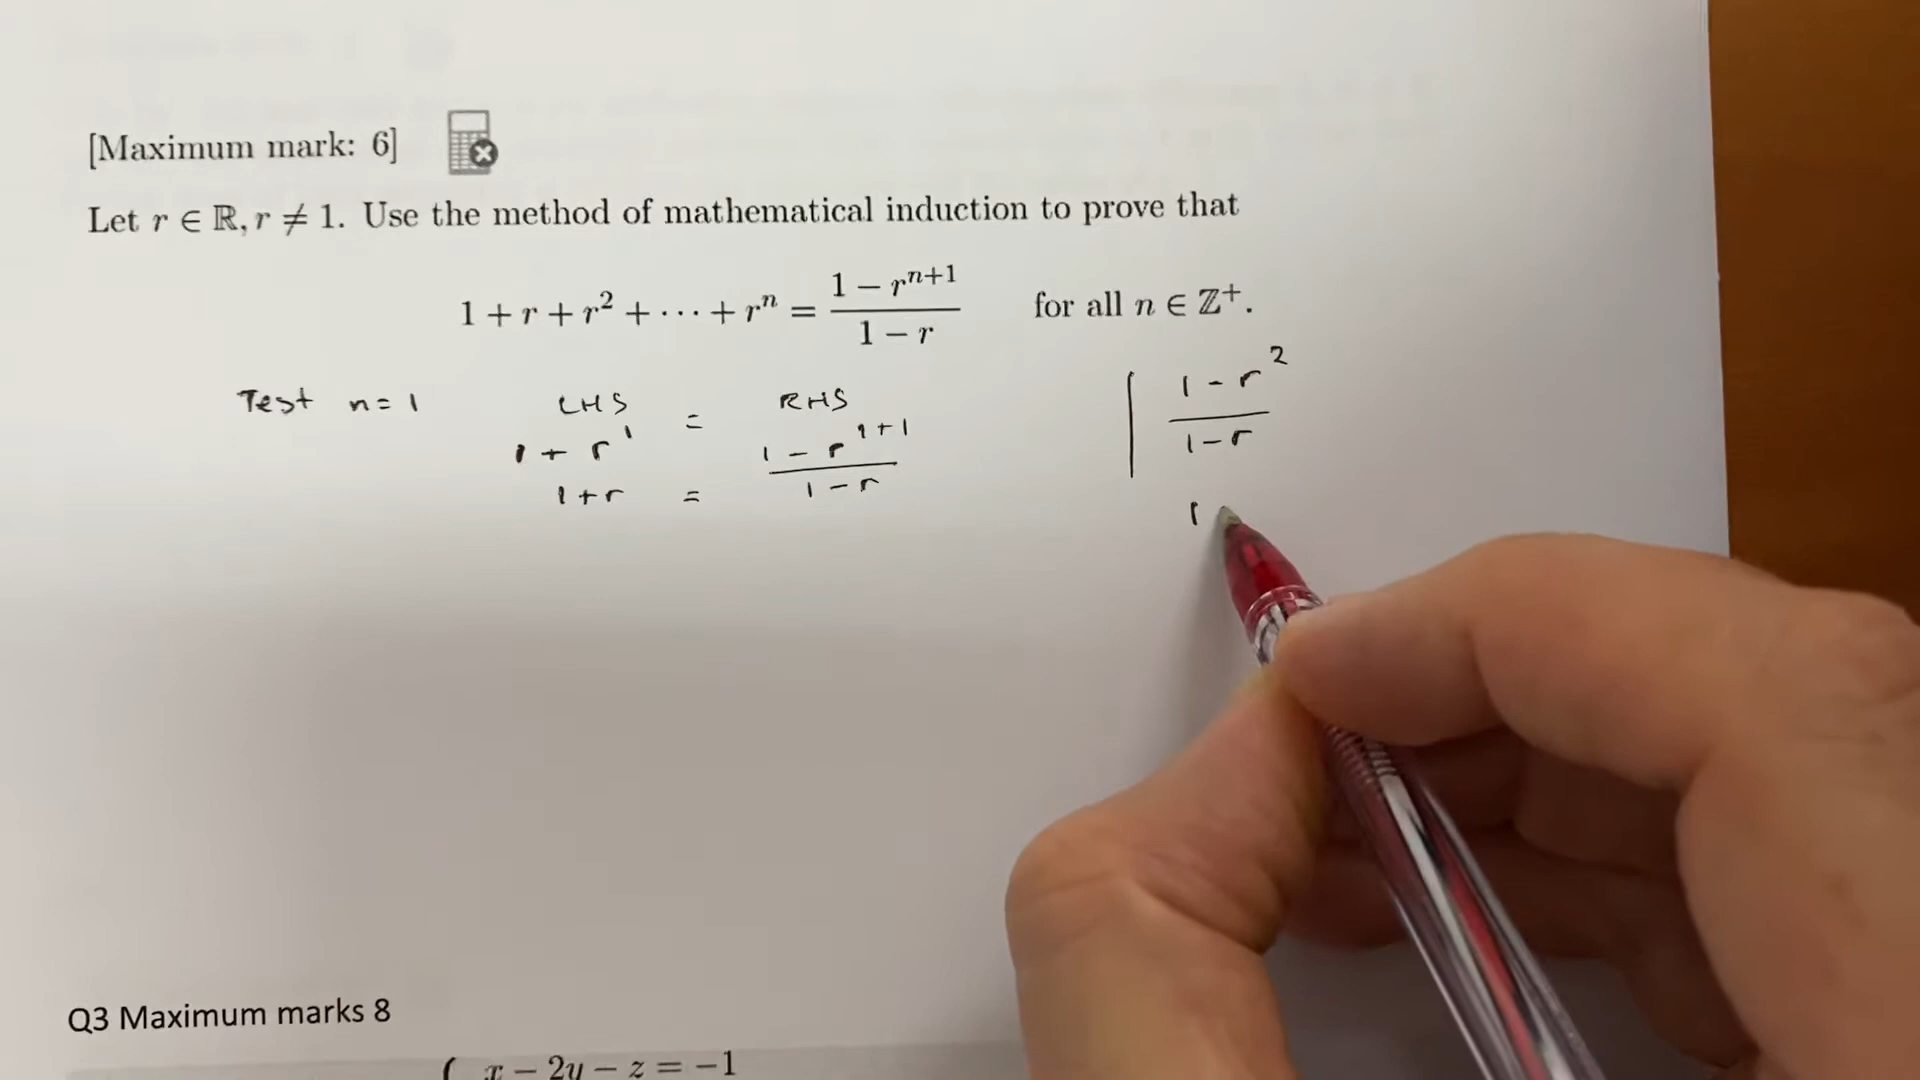 [Maximum mark: 6]
Let r ∈ ℝ, r ≠ 1. Use the method of mathematical induction to prove that
1 + r + r² + ⋯ + rⁿ = (1 − rⁿ⁺¹)/(1 − r) for all n ∈ ℤ⁺.
Test n = 1 LHS = RHS
1 + r¹ = (1 − r¹⁺¹)/(1 − r)
1 + r =
(1 − r²)/(1 − r)
1
Q3 Maximum marks 8
{ x − 2y − z = −1